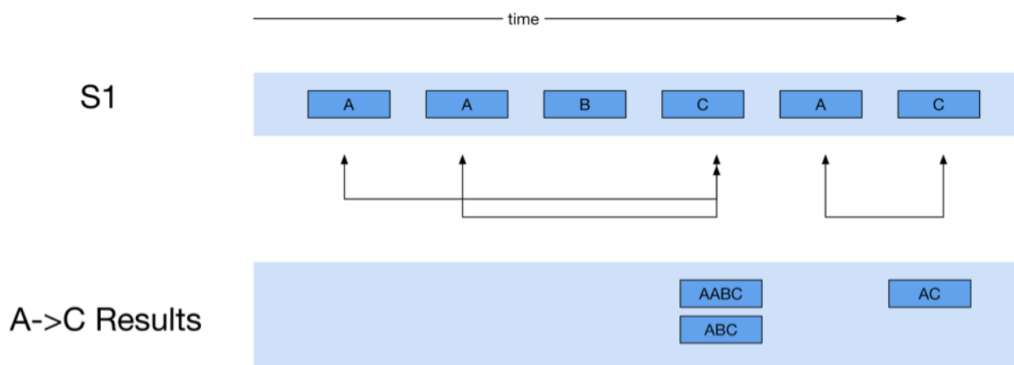 time
S1
A A B C A C
AABC AC
A->C Results
ABC